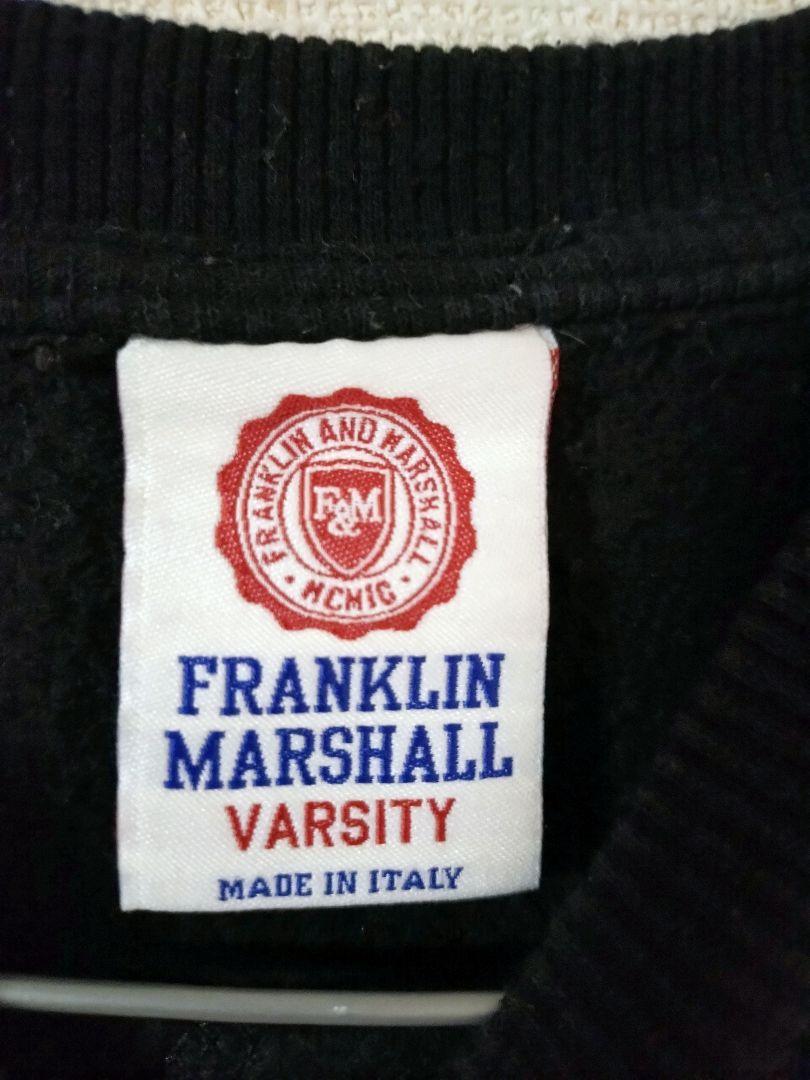 FRANKLIN AND MARSHALL
F&M
MCMIC
FRANKLIN
MARSHALL
VARSITY
MADE IN ITALY